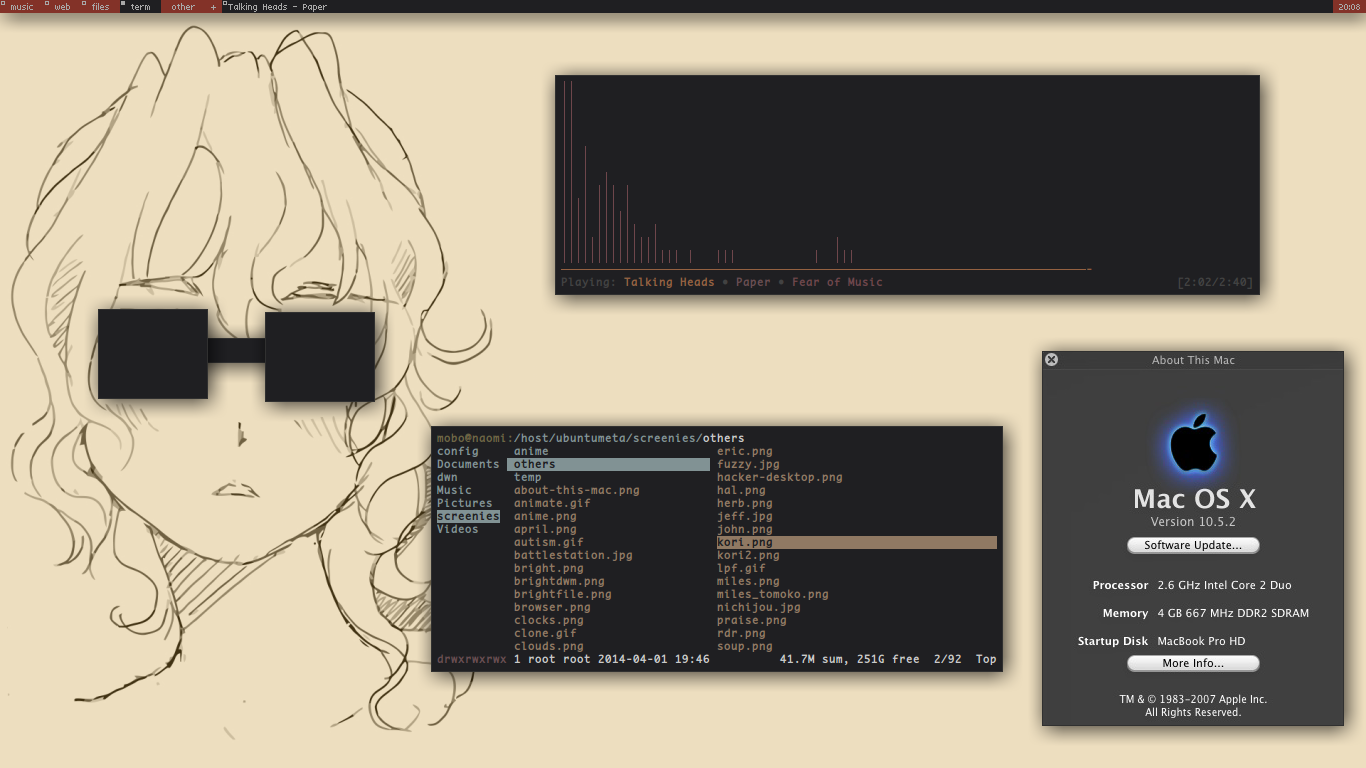 music web files term other + Talking Heads - Paper 20:08
Playing: Talking Heads • Paper • Fear of Music [2:02/2:40]
mobo@naomi:/host/ubuntumeta/screenies/others
config anime eric.png
Documents others fuzzy.jpg
dwn temp hacker-desktop.png
Music about-this-mac.png hal.png
Pictures animate.gif herb.png
screenies anime.png jeff.jpg
Videos april.png john.png
autism.gif kori.png
battlestation.jpg kori2.png
bright.png lpf.gif
brightdwm.png miles.png
brightfile.png miles_tomoko.png
browser.png nichijou.jpg
clocks.png praise.png
clone.gif rdr.png
clouds.png soup.png
drwxrwxrwx 1 root root 2014-04-01 19:46 41.7M sum, 251G free 2/92 Top
About This Mac
Mac OS X
Version 10.5.2
Software Update...
Processor 2.6 GHz Intel Core 2 Duo
Memory 4 GB 667 MHz DDR2 SDRAM
Startup Disk MacBook Pro HD
More Info...
TM & © 1983-2007 Apple Inc.
All Rights Reserved.